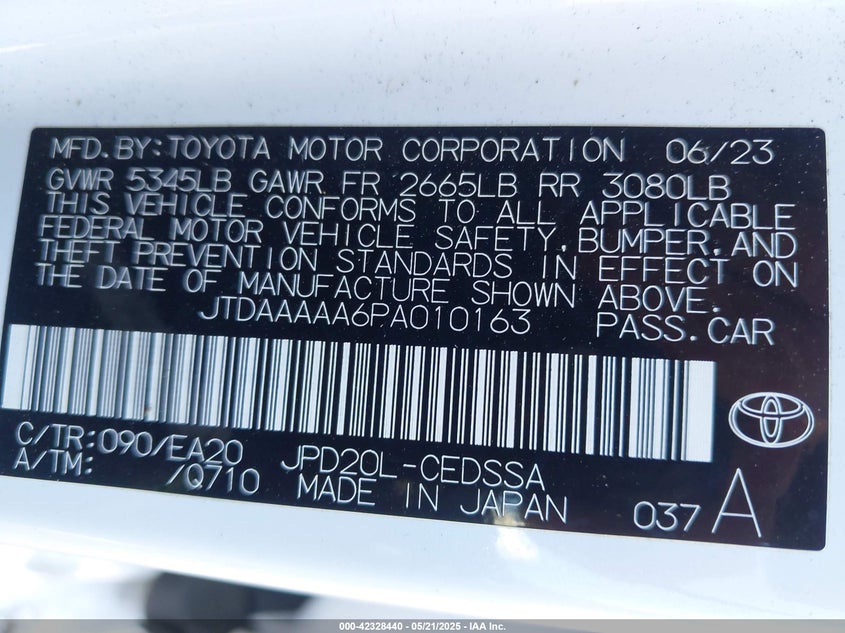 MFD.BY:TOYOTA MOTOR CORPORATION 06/23
GVWR 5345LB GAWR FR 2665LB RR 3080LB
THIS VEHICLE CONFORMS TO ALL APPLICABLE
FEDERAL MOTOR VEHICLE SAFETY,BUMPER,AND
THEFT PREVENTION STANDARDS IN EFFECT ON
THE DATE OF MANUFACTURE SHOWN ABOVE.
JTDAAAAA6PA010163 PASS.CAR
C/TR:090/EA20 JPD20L-CEDSSA
A/TM: /Q710 MADE IN JAPAN 037 A
000-42328440 - 05/21/2025 - IAA Inc.